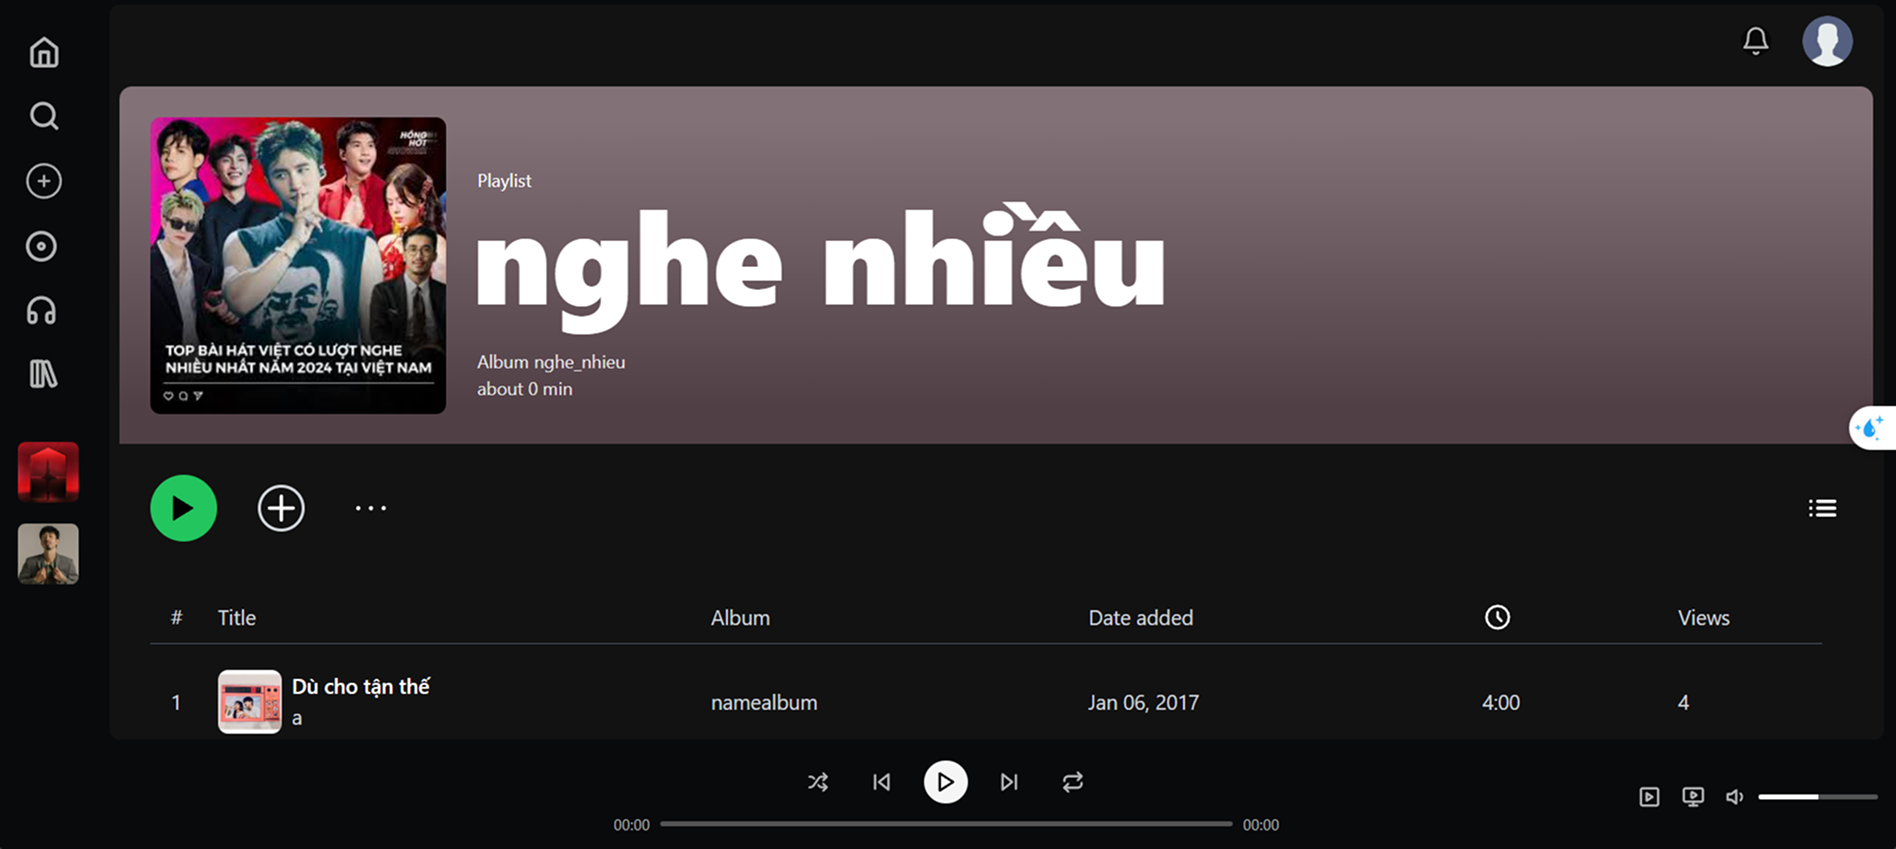 HÓNG
HỚT
Playlist
nghe nhiều
TOP BÀI HÁT VIỆT CÓ LƯỢT NGHE
NHIỀU NHẤT NĂM 2024 TẠI VIỆT NAM
Album nghe_nhieu
about 0 min
# Title Album Date added Views
1 Dù cho tận thế namealbum Jan 06, 2017 4:00 4
a
00:00 00:00